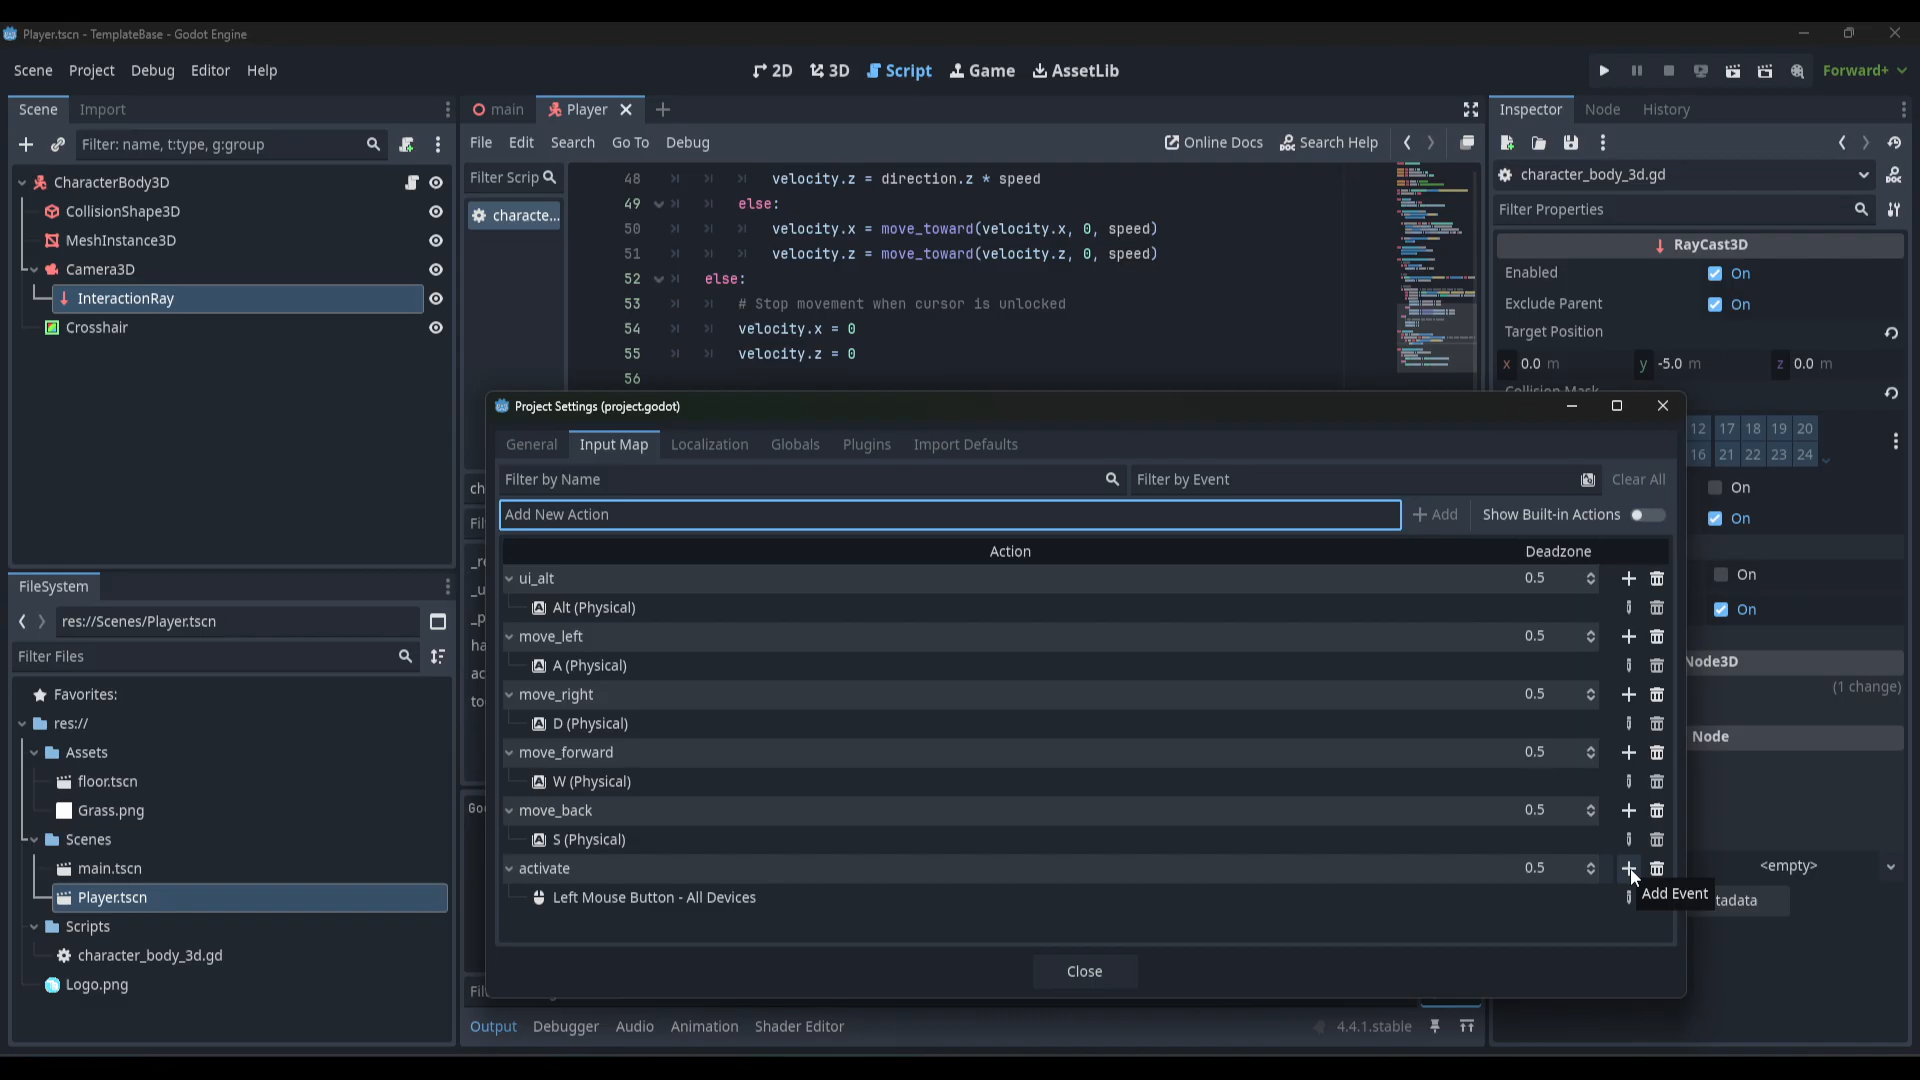 Player.tscn - TemplateBase - Godot Engine
Scene Project Debug Editor Help
2D 3D Script Game AssetLib
Forward+
Scene Import
main Player
Inspector Node History
Filter: name, t:type, g:group
File Edit Search Go To Debug
Online Docs Search Help
CharacterBody3D
CollisionShape3D
MeshInstance3D
Camera3D
InteractionRay
Crosshair
Filter Scrip
characte...
48 velocity.z = direction.z * speed
49 else:
50 velocity.x = move_toward(velocity.x, 0, speed)
51 velocity.z = move_toward(velocity.z, 0, speed)
52 else:
53 # Stop movement when cursor is unlocked
54 velocity.x = 0
55 velocity.z = 0
56
character_body_3d.gd
Filter Properties
RayCast3D
Enabled On
Exclude Parent On
Target Position
x 0.0 m y -5.0 m z 0.0 m
12 17 18 19 20
16 21 22 23 24
On
On
On
On
Node3D
(1 change)
Node
<empty>
tadata
Project Settings (project.godot)
General Input Map Localization Globals Plugins Import Defaults
Filter by Name Filter by Event Clear All
Add New Action Add Show Built-in Actions
Action Deadzone
ui_alt 0.5
Alt (Physical)
move_left 0.5
A (Physical)
move_right 0.5
D (Physical)
move_forward 0.5
W (Physical)
move_back 0.5
S (Physical)
activate 0.5
Left Mouse Button - All Devices
Add Event
Close
FileSystem
res://Scenes/Player.tscn
Filter Files
Favorites:
res://
Assets
floor.tscn
Grass.png
Scenes
main.tscn
Player.tscn
Scripts
character_body_3d.gd
Logo.png
Output Debugger Audio Animation Shader Editor
4.4.1.stable